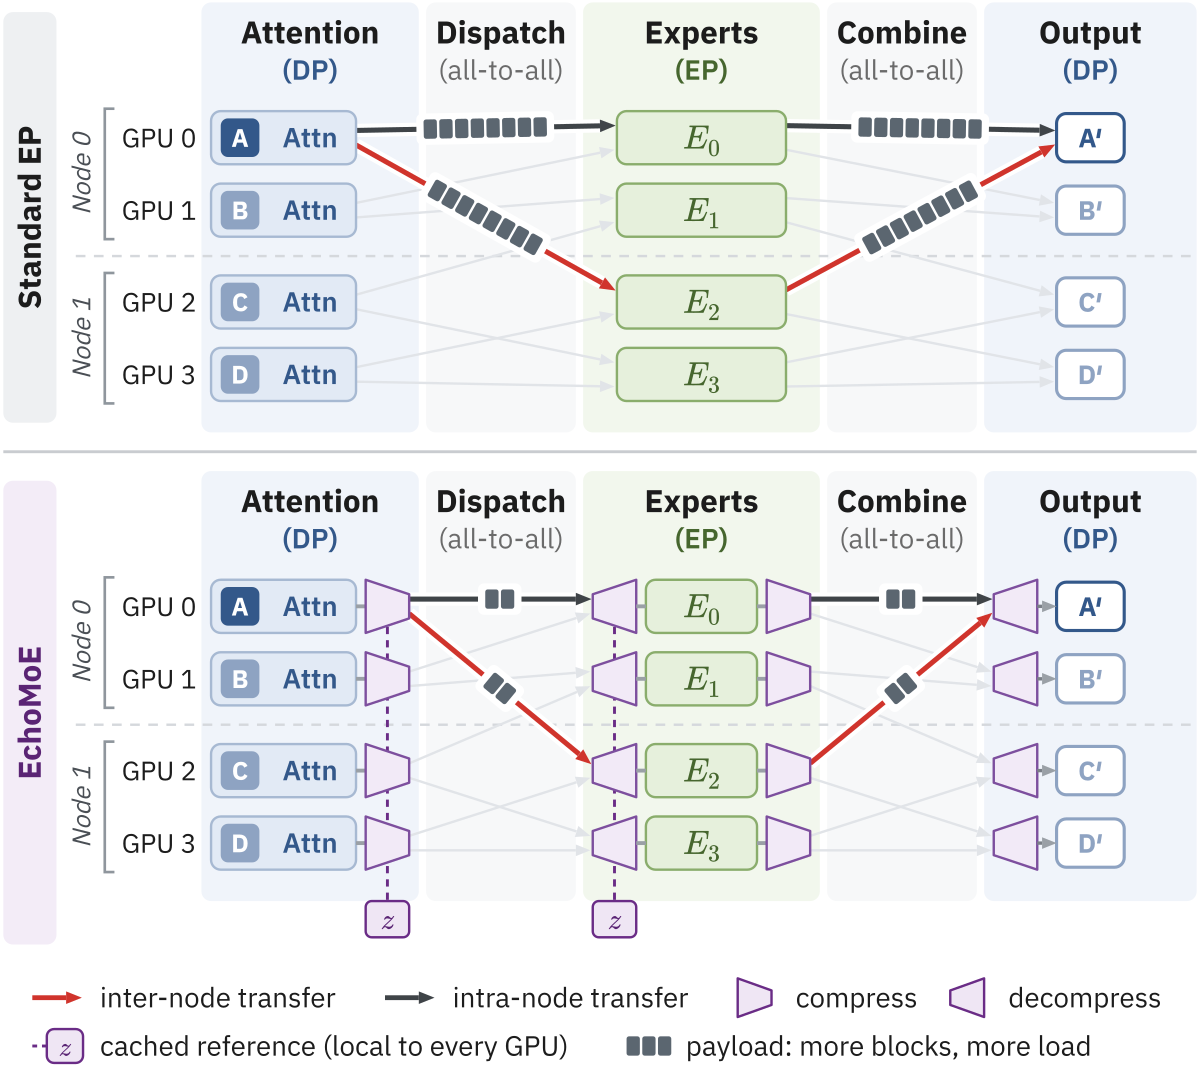 Standard EP
Attention
(DP)
Dispatch
(all-to-all)
Experts
(EP)
Combine
(all-to-all)
Output
(DP)
Node 0
GPU 0
A Attn
E0
A′
GPU 1
B Attn
E1
B′
Node 1
GPU 2
C Attn
E2
C′
GPU 3
D Attn
E3
D′
EchoMoE
Attention
(DP)
Dispatch
(all-to-all)
Experts
(EP)
Combine
(all-to-all)
Output
(DP)
Node 0
GPU 0
A Attn
E0
A′
GPU 1
B Attn
E1
B′
Node 1
GPU 2
C Attn
E2
C′
GPU 3
D Attn
E3
D′
z
z
inter-node transfer
intra-node transfer
compress
decompress
z cached reference (local to every GPU)
payload: more blocks, more load